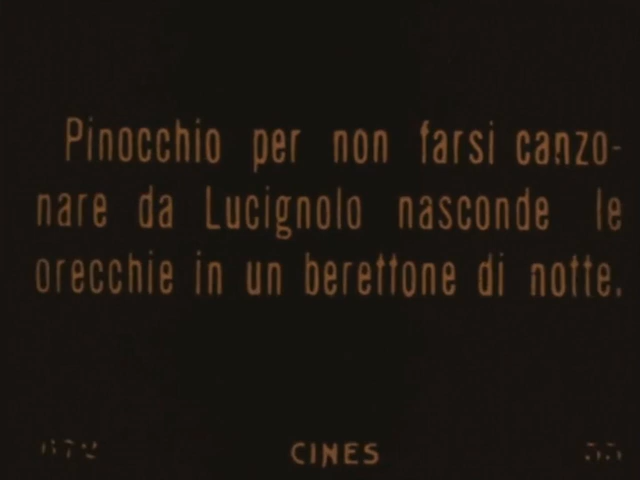 Pinocchio per non farsi canzo-
nare da Lucignolo nasconde le
orecchie in un berettone di notte.
CINES